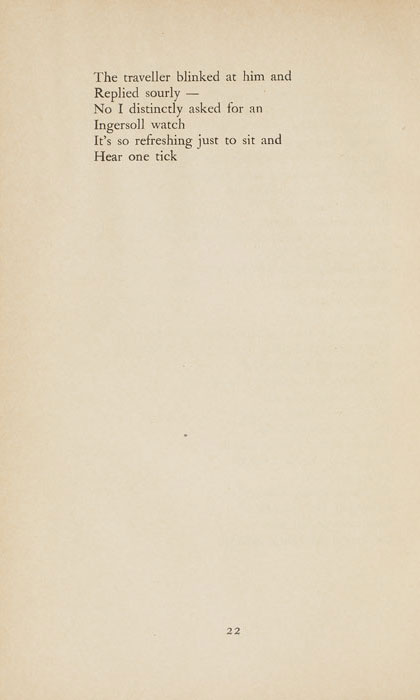 The traveller blinked at him and
Replied sourly —
No I distinctly asked for an
Ingersoll watch
It's so refreshing just to sit and
Hear one tick
22